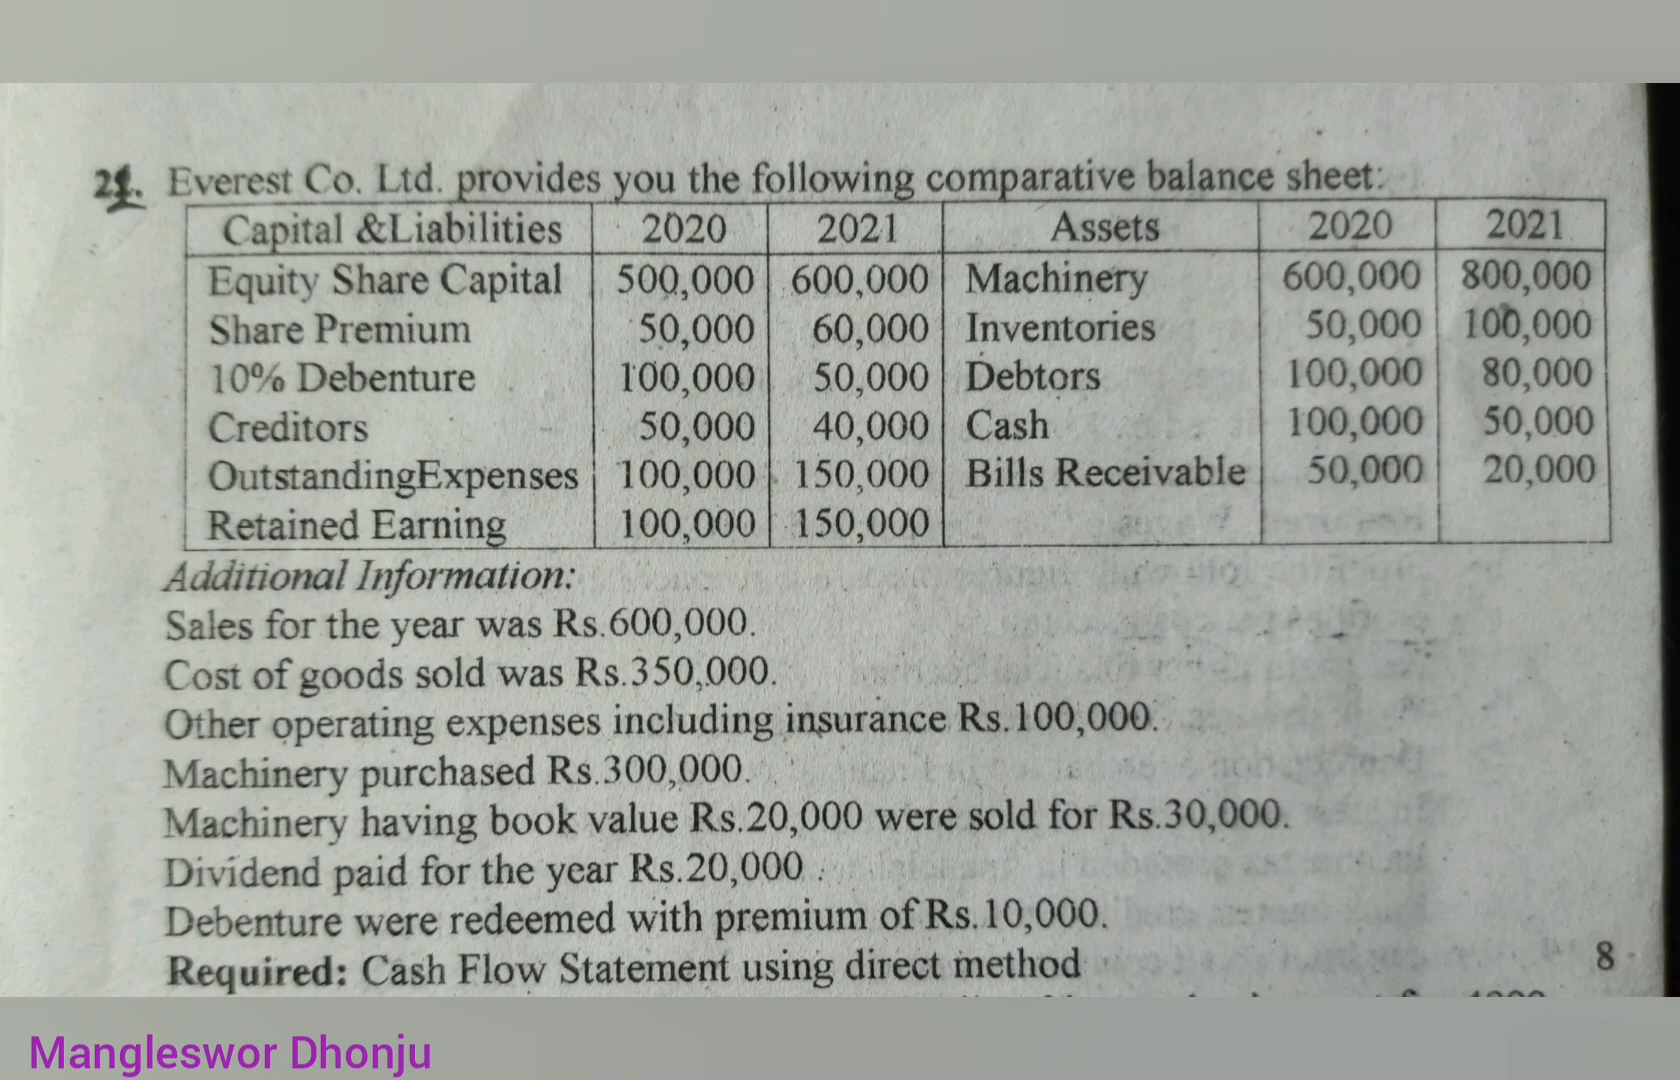 21. Everest Co. Ltd. provides you the following comparative balance sheet:
Capital &Liabilities 2020 2021 Assets 2020 2021
Equity Share Capital 500,000 600,000 Machinery 600,000 800,000
Share Premium 50,000 60,000 Inventories 50,000 100,000
10% Debenture 100,000 50,000 Debtors 100,000 80,000
Creditors 50,000 40,000 Cash 100,000 50,000
OutstandingExpenses 100,000 150,000 Bills Receivable 50,000 20,000
Retained Earning 100,000 150,000
Additional Information:
Sales for the year was Rs.600,000.
Cost of goods sold was Rs.350,000.
Other operating expenses including insurance Rs.100,000.
Machinery purchased Rs.300,000.
Machinery having book value Rs.20,000 were sold for Rs.30,000.
Dividend paid for the year Rs.20,000.
Debenture were redeemed with premium of Rs.10,000.
Required: Cash Flow Statement using direct method 8
Mangleswor Dhonju